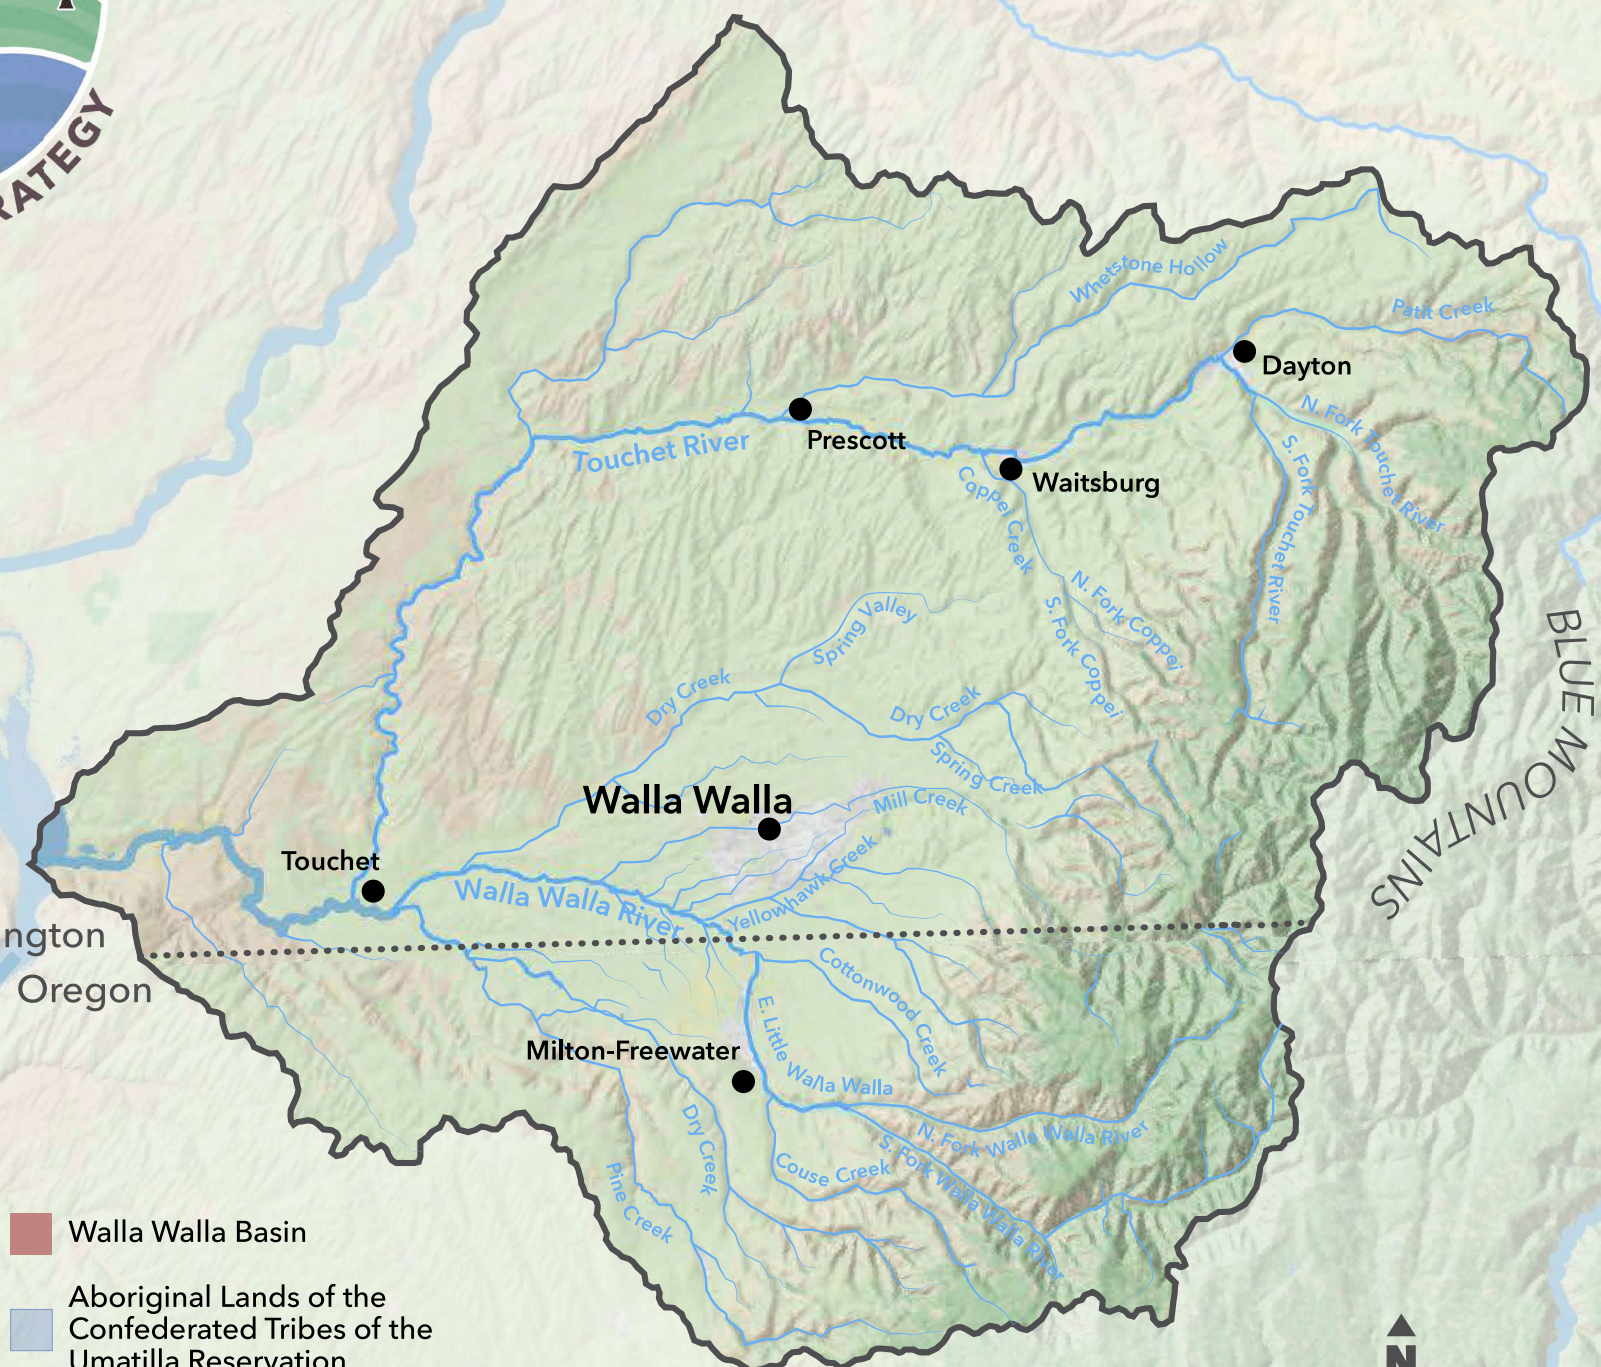 RATEGY
Whetstone Hollow
Patit Creek
Dayton
N. Fork Touchet River
Prescott
Touchet River
S. Fork Touchet River
Waitsburg
Coppei Creek
N. Fork Coppei
S. Fork Coppei
Spring Valley
BLUE MOUNTAINS
Dry Creek
Dry Creek
Spring Creek
Walla Walla
Mill Creek
Touchet
Yellowhawk Creek
Walla Walla River
ngton
Oregon
Cottonwood Creek
E. Little Walla Walla
Milton-Freewater
N. Fork Walla Walla River
S. Fork Walla Walla River
Dry Creek
Couse Creek
Pine Creek
Walla Walla Basin
Aboriginal Lands of the
Confederated Tribes of the
Umatilla Reservation
N